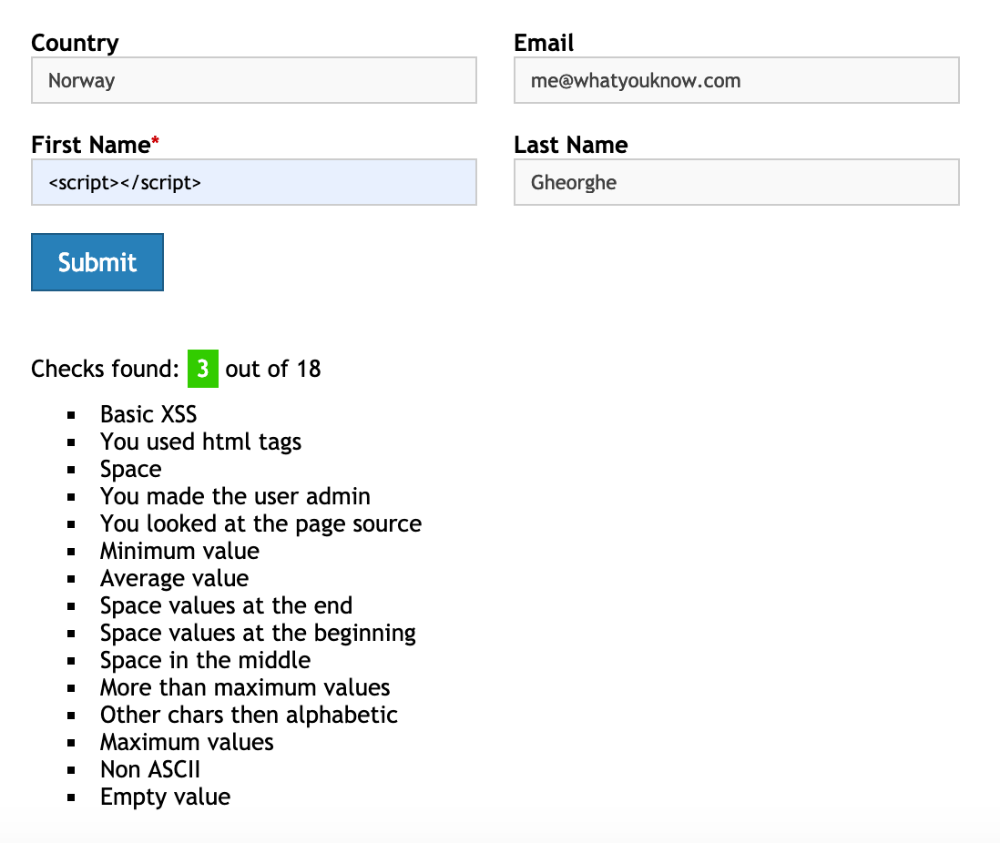 Country Email
Norway me@whatyouknow.com
First Name* Last Name
<script></script> Gheorghe
Submit
Checks found: 3 out of 18
▪ Basic XSS
▪ You used html tags
▪ Space
▪ You made the user admin
▪ You looked at the page source
▪ Minimum value
▪ Average value
▪ Space values at the end
▪ Space values at the beginning
▪ Space in the middle
▪ More than maximum values
▪ Other chars then alphabetic
▪ Maximum values
▪ Non ASCII
▪ Empty value